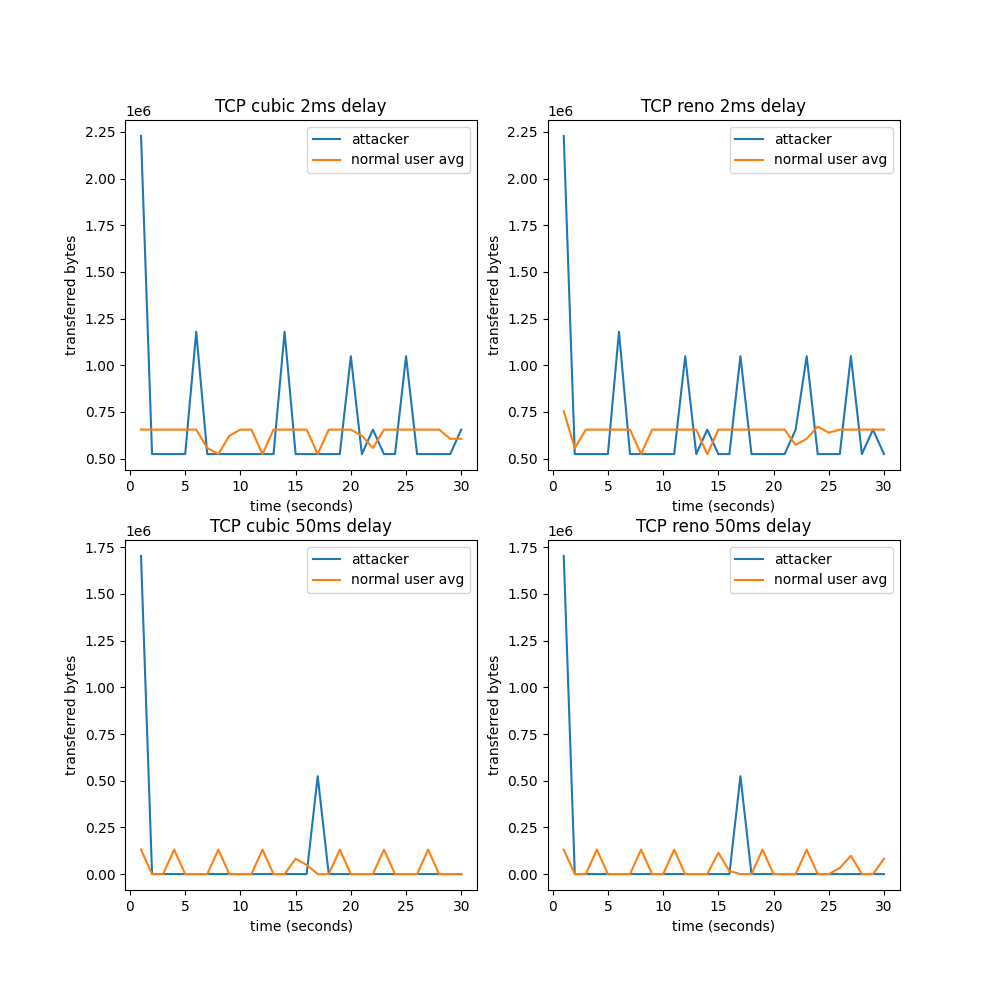 TCP cubic 2ms delay
1e6
2.25
2.00
1.75
1.50
1.25
1.00
0.75
0.50
transferred bytes
attacker
normal user avg
0 5 10 15 20 25 30
time (seconds)
TCP reno 2ms delay
1e6
2.25
2.00
1.75
1.50
1.25
1.00
0.75
0.50
transferred bytes
attacker
normal user avg
0 5 10 15 20 25 30
time (seconds)
TCP cubic 50ms delay
1e6
1.75
1.50
1.25
1.00
0.75
0.50
0.25
0.00
transferred bytes
attacker
normal user avg
0 5 10 15 20 25 30
time (seconds)
TCP reno 50ms delay
1e6
1.75
1.50
1.25
1.00
0.75
0.50
0.25
0.00
transferred bytes
attacker
normal user avg
0 5 10 15 20 25 30
time (seconds)